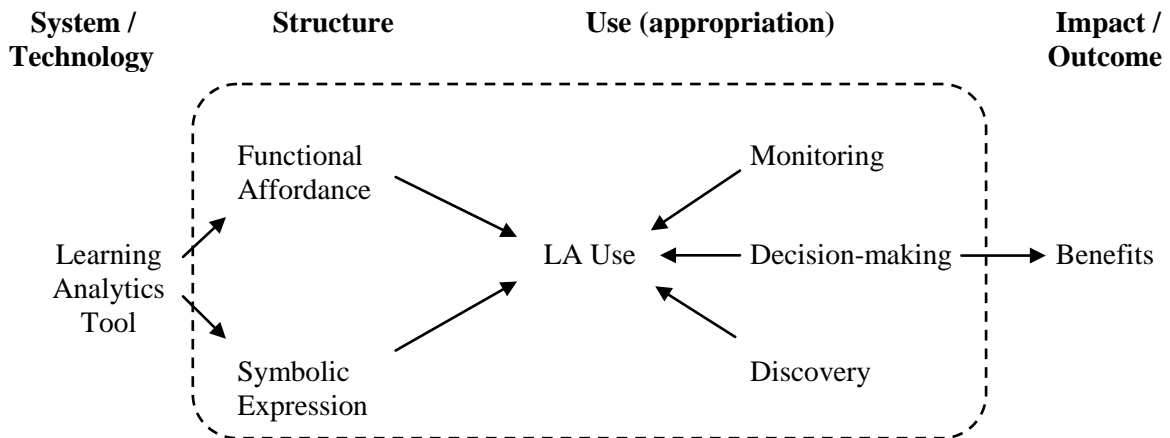 System /
Technology
Structure
Use (appropriation)
Impact /
Outcome
Functional
Affordance
Monitoring
Learning
Analytics
Tool
LA Use
Decision-making
Benefits
Symbolic
Expression
Discovery